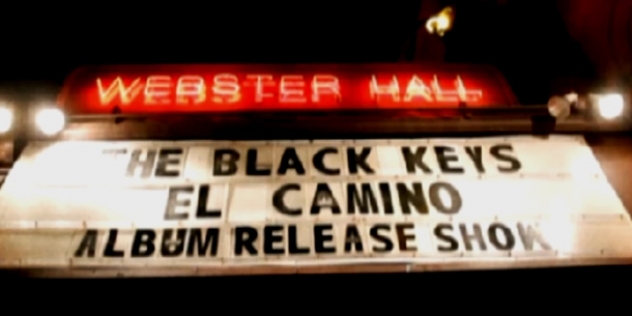 WEBSTER HALL
THE BLACK KEYS
EL CAMINO
ALBUM RELEASE SHOW